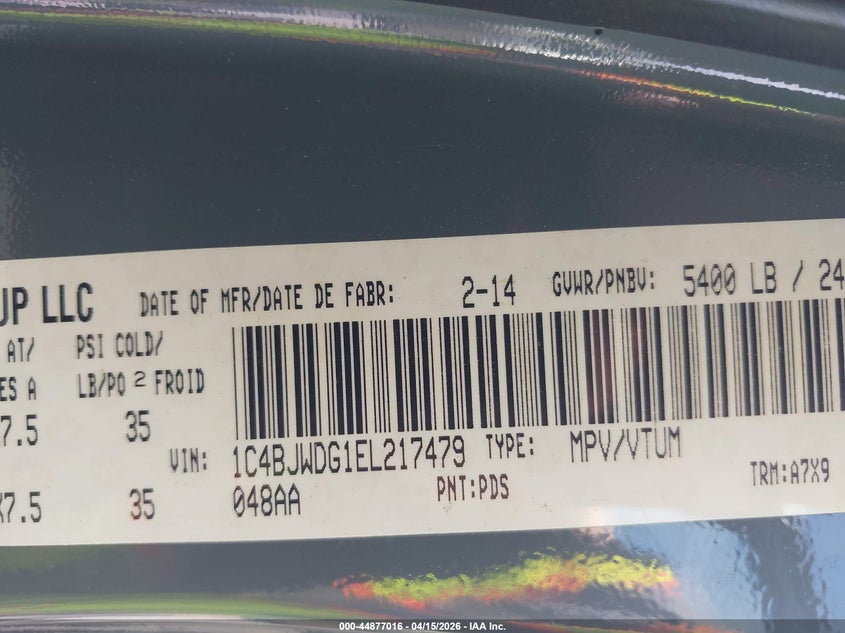 UP LLC DATE OF MFR/DATE DE FABR: 2-14 GVWR/PNBV: 5400 LB / 24
AT/ PSI COLD/
ES A LB/PO 2 FROID
7.5 35
VIN: 1C4BJWDG1EL217479 TYPE: MPV/VTUM
X7.5 35 048AA PNT:PDS TRM:A7X9
000-44877016 - 04/15/2026 - IAA Inc.